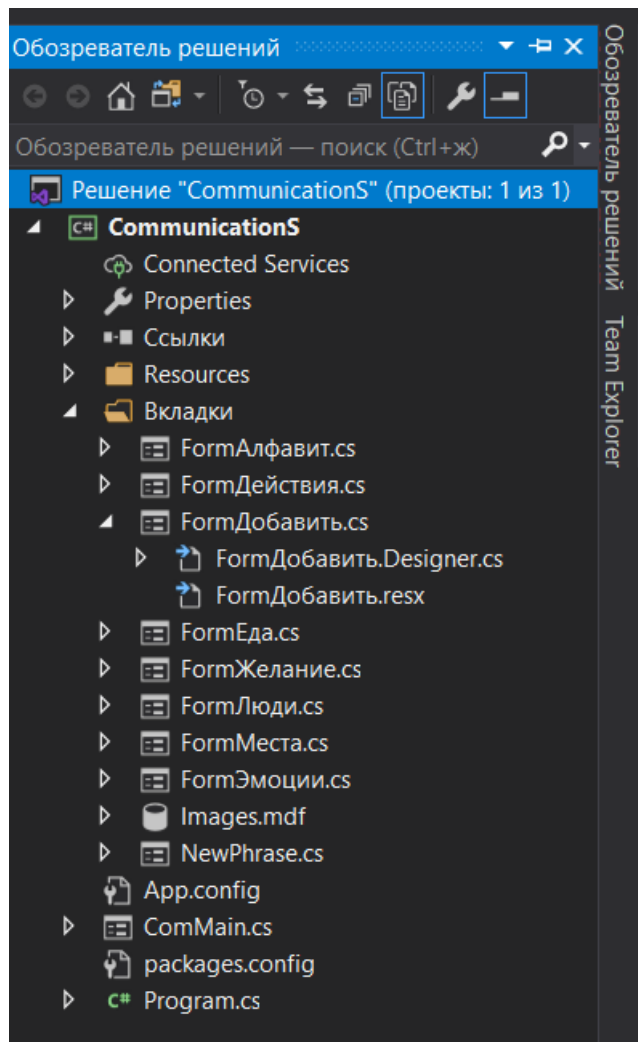 Обозреватель решений
Обозреватель решений — поиск (Ctrl+ж)
Решение "CommunicationS" (проекты: 1 из 1)
C# CommunicationS
Connected Services
Properties
Ссылки
Resources
Вкладки
FormАлфавит.cs
FormДействия.cs
FormДобавить.cs
FormДобавить.Designer.cs
FormДобавить.resx
FormЕда.cs
FormЖелание.cs
FormЛюди.cs
FormМеста.cs
FormЭмоции.cs
Images.mdf
NewPhrase.cs
App.config
ComMain.cs
packages.config
C# Program.cs
Обозреватель решений
Team Explorer